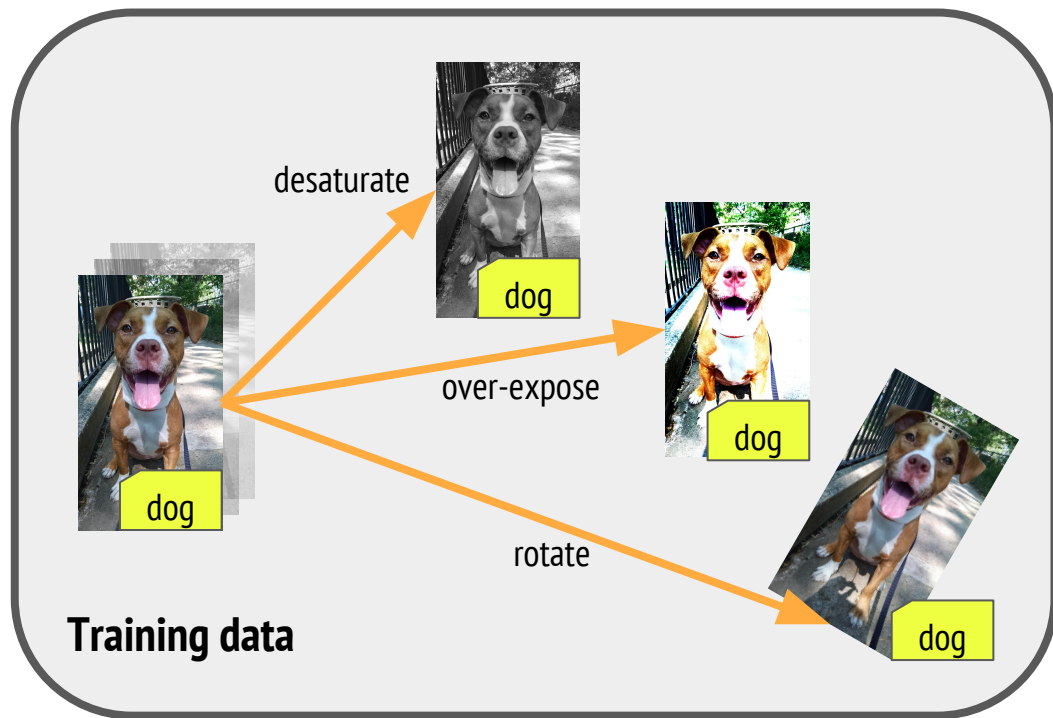 desaturate
dog
over-expose
dog
dog
rotate
dog
Training data